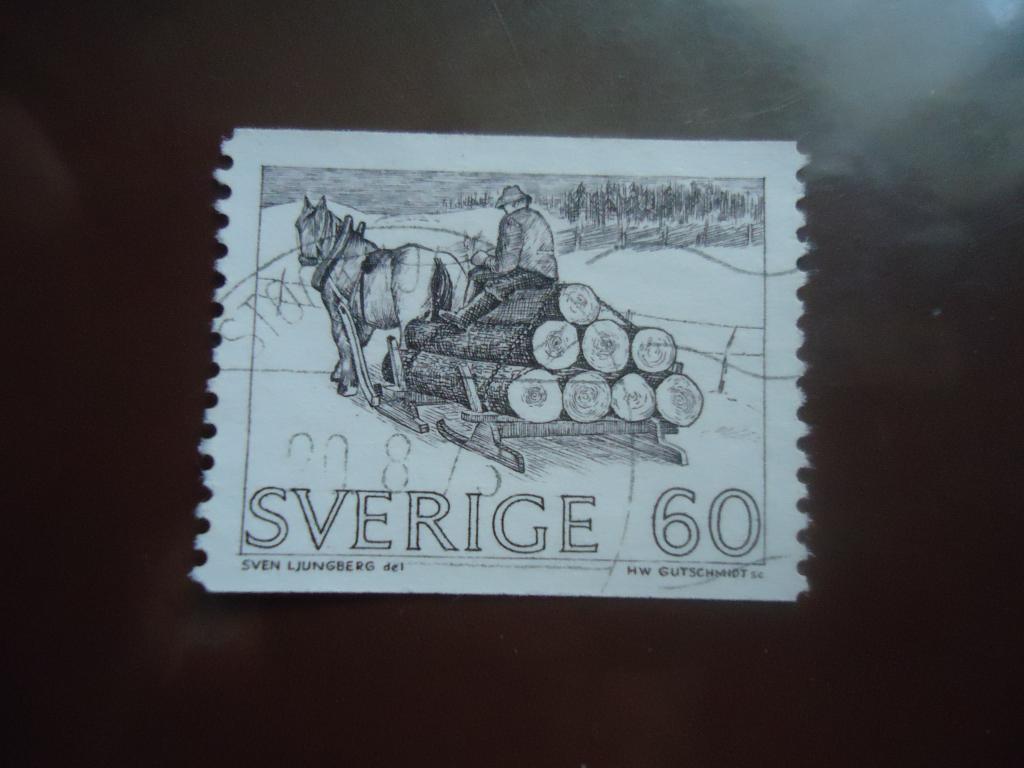 SVERIGE 60
SVEN LJUNGBERG del HW GUTSCHMIDT sc